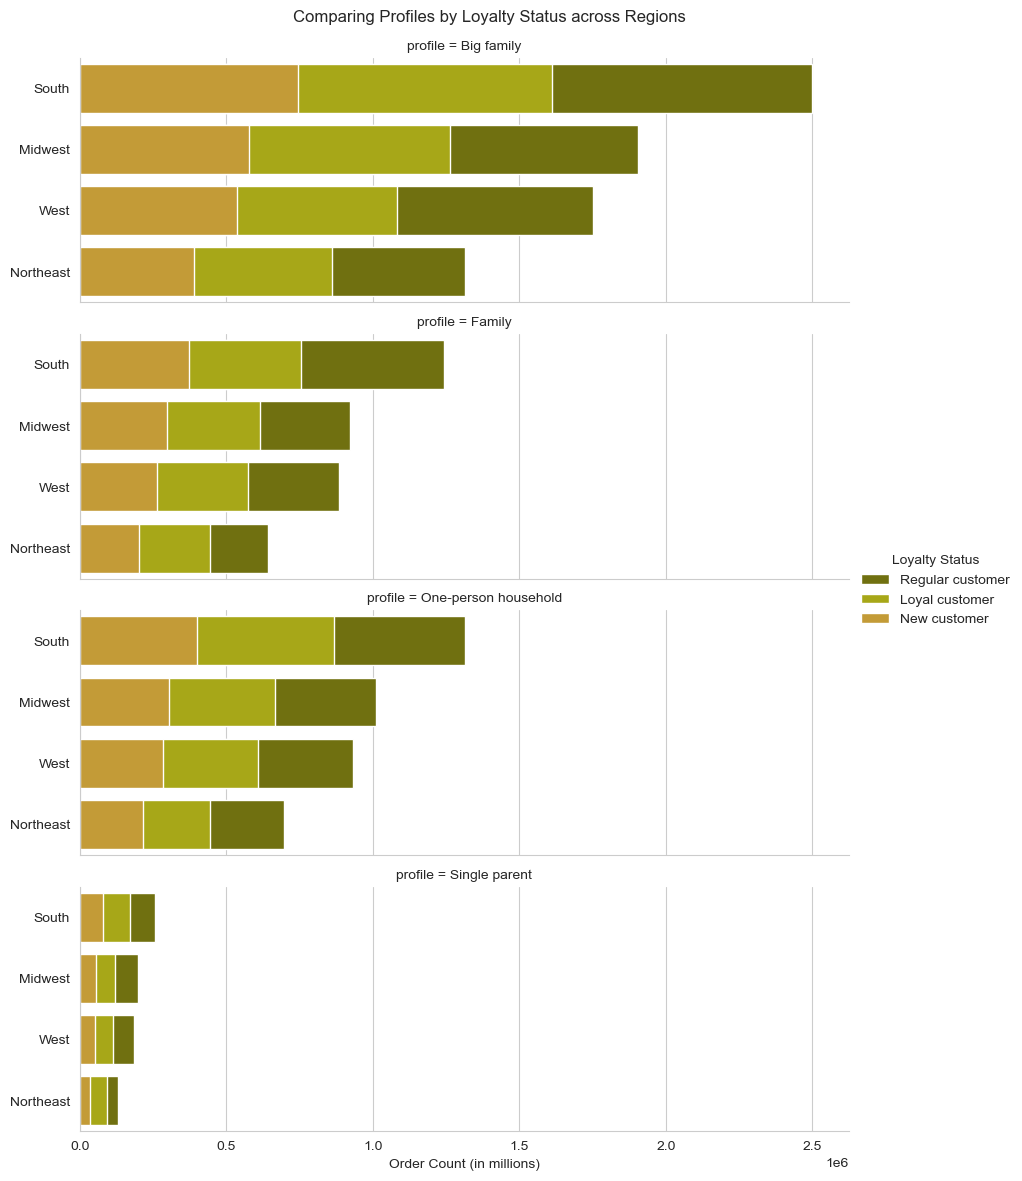 Comparing Profiles by Loyalty Status across Regions
profile = Big family
South
Midwest
West
Northeast
profile = Family
South
Midwest
West
Northeast
Loyalty Status
Regular customer
Loyal customer
New customer
profile = One-person household
South
Midwest
West
Northeast
profile = Single parent
South
Midwest
West
Northeast
0.0 0.5 1.0 1.5 2.0 2.5
1e6
Order Count (in millions)